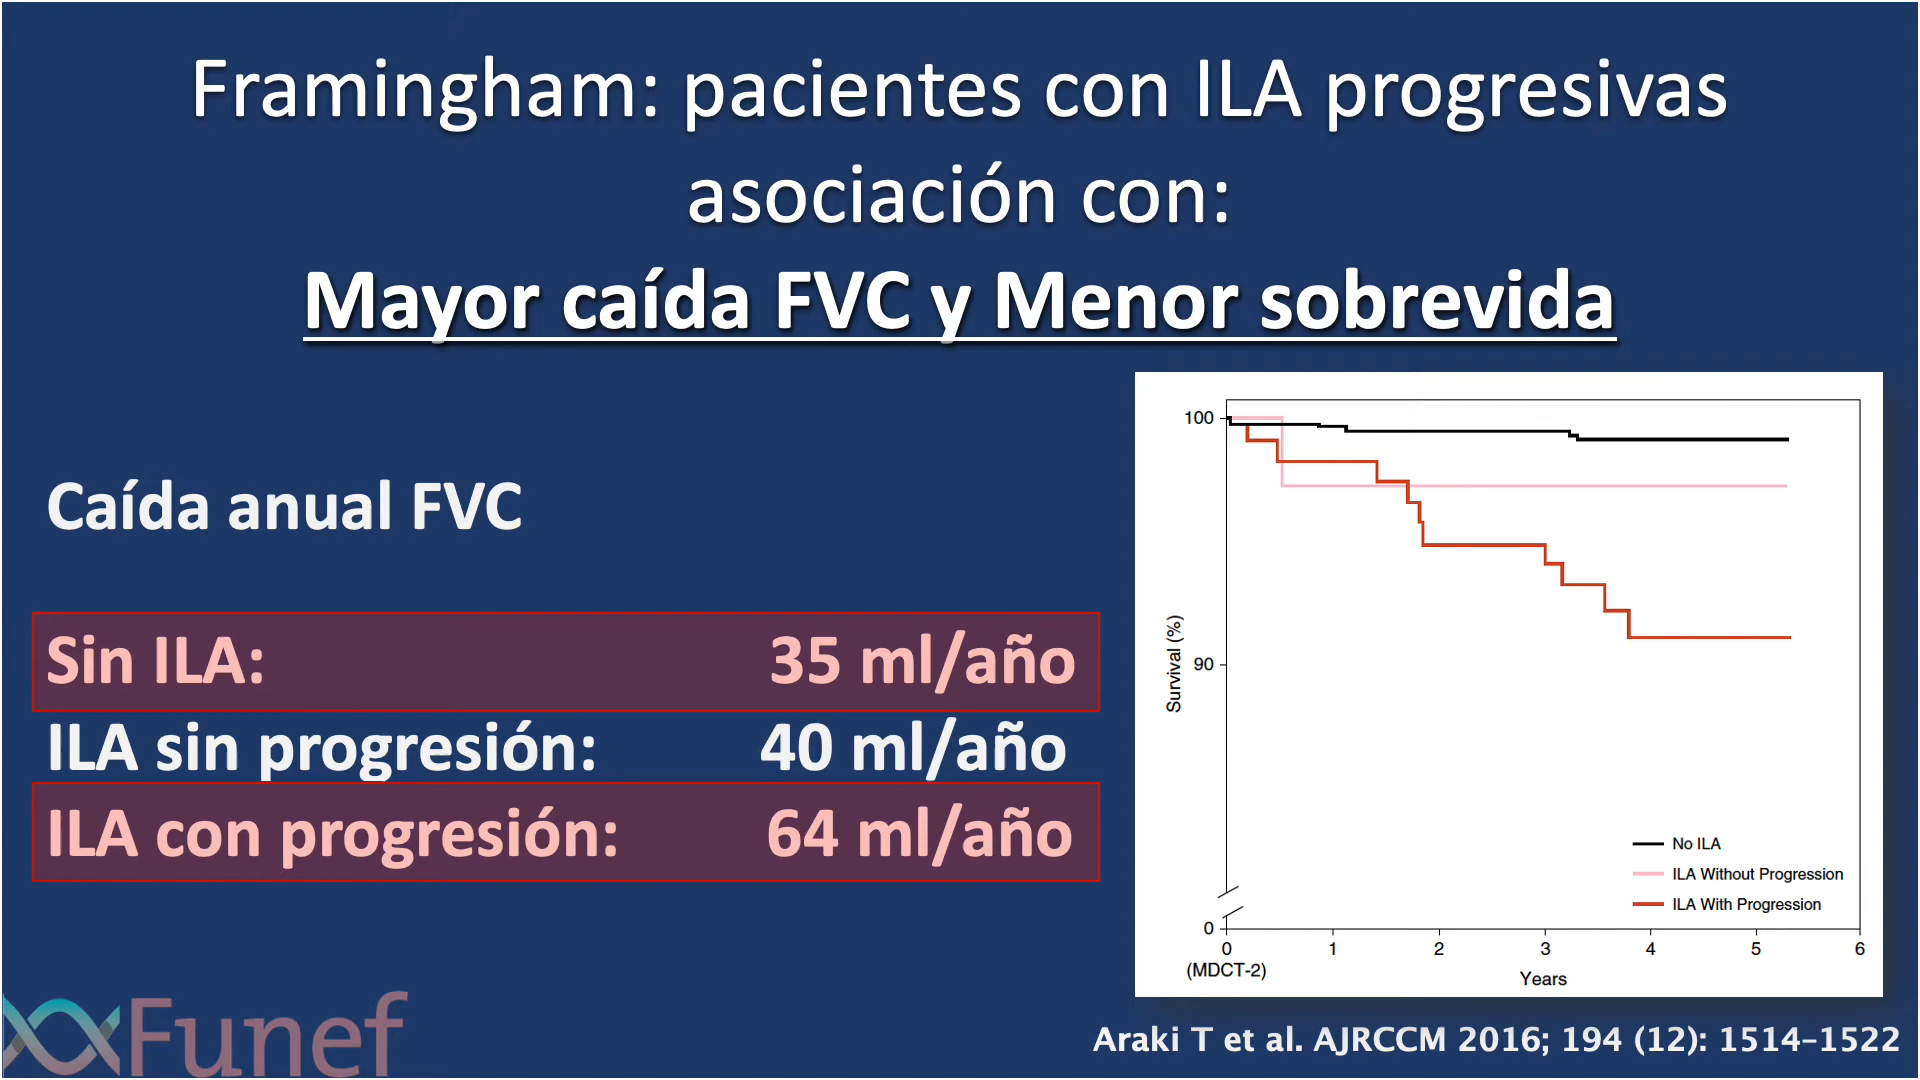 Framingham: pacientes con ILA progresivas
asociación con:
Mayor caída FVC y Menor sobrevida
Caída anual FVC
Sin ILA: 35 ml/año
ILA sin progresión: 40 ml/año
ILA con progresión: 64 ml/año
100
90
0
Survival (%)
No ILA
ILA Without Progression
ILA With Progression
0 1 2 3 4 5 6
(MDCT-2)
Years
Funef
Araki T et al. AJRCCM 2016; 194 (12): 1514–1522